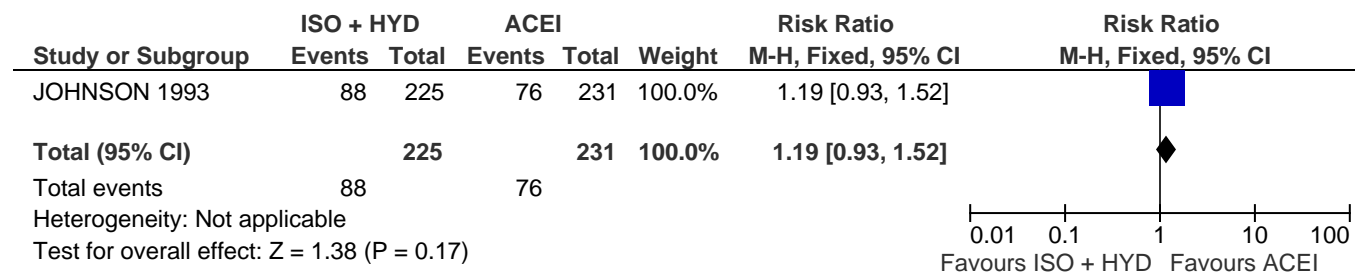 ISO + HYD ACEI Risk Ratio Risk Ratio
Study or Subgroup Events Total Events Total Weight M-H, Fixed, 95% CI M-H, Fixed, 95% CI
JOHNSON 1993 88 225 76 231 100.0% 1.19 [0.93, 1.52]
Total (95% CI) 225 231 100.0% 1.19 [0.93, 1.52]
Total events 88 76
Heterogeneity: Not applicable
Test for overall effect: Z = 1.38 (P = 0.17)
0.01 0.1 1 10 100
Favours ISO + HYD Favours ACEI